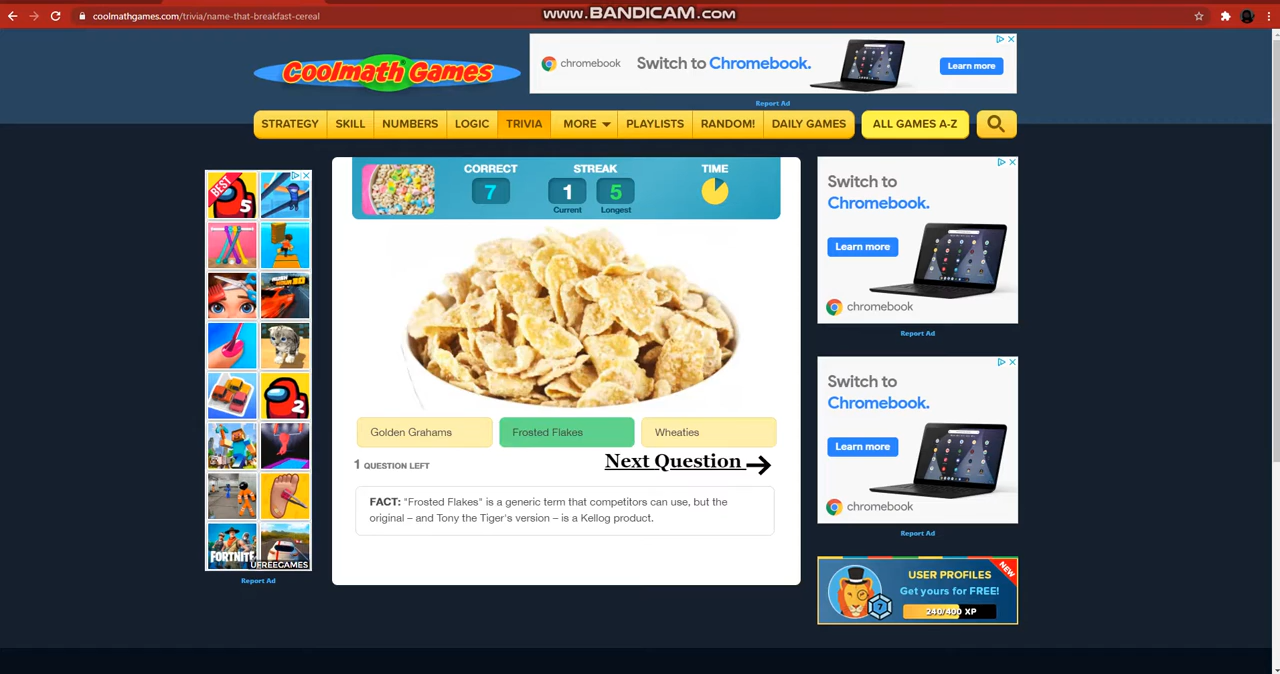 www.BANDICAM.com
coolmathgames.com/trivia/name-that-breakfast-cereal
Coolmath Games
chromebook
Switch to Chromebook.
Learn more
Report Ad
STRATEGY
SKILL
NUMBERS
LOGIC
TRIVIA
MORE
PLAYLISTS
RANDOM!
DAILY GAMES
ALL GAMES A-Z
BEST
5
2
FORTNITE
UFREEGAMES
Report Ad
CORRECT
STREAK
TIME
7
1
5
Current
Longest
Golden Grahams
Frosted Flakes
Wheaties
1 QUESTION LEFT
Next Question
FACT: "Frosted Flakes" is a generic term that competitors can use, but the
original – and Tony the Tiger's version – is a Kellog product.
Switch to
Chromebook.
Learn more
chromebook
Report Ad
Switch to
Chromebook.
Learn more
chromebook
Report Ad
NEW
USER PROFILES
Get yours for FREE!
7
240/400 XP